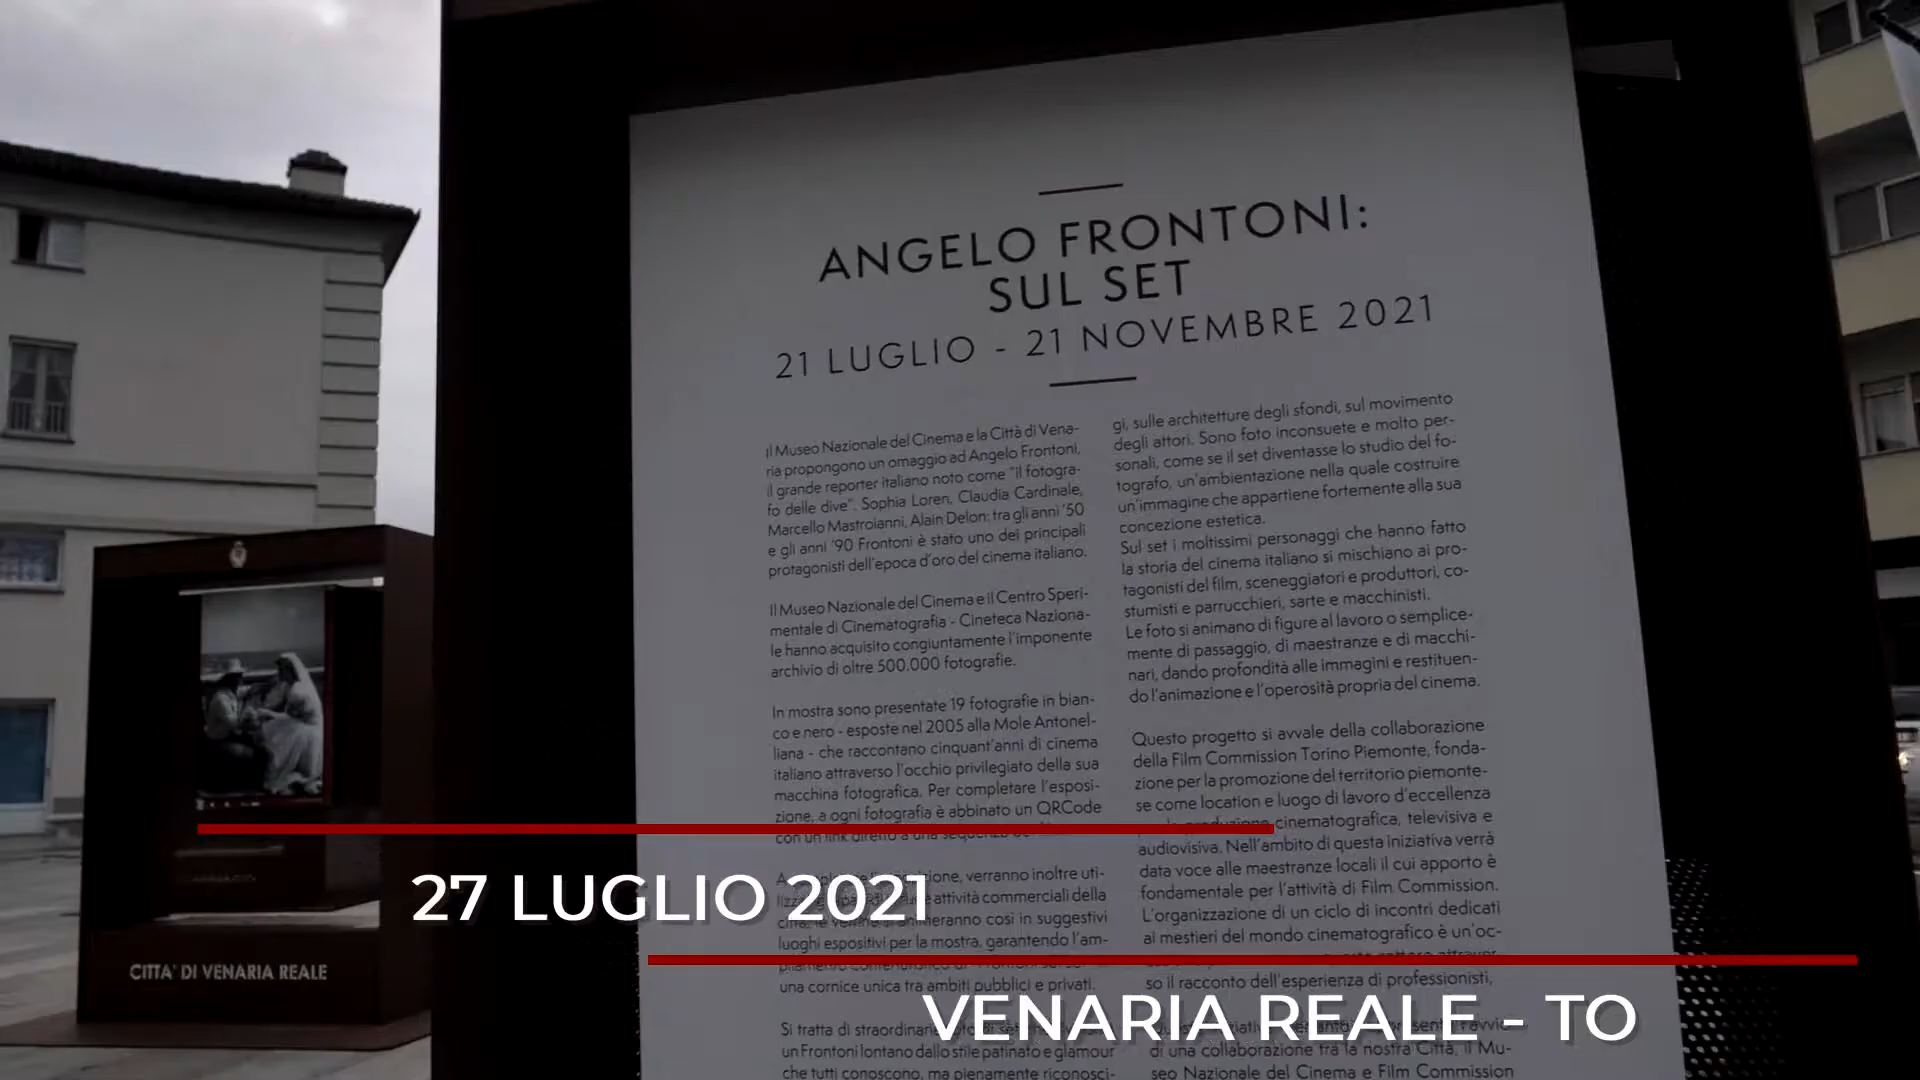 ANGELO FRONTONI:
SUL SET
21 LUGLIO - 21 NOVEMBRE 2021
Il Museo Nazionale del Cinema e la Città di Vena-
ria propongono un omaggio ad Angelo Frontoni,
il grande reporter italiano noto come "il fotogra-
fo delle dive". Sophia Loren, Claudia Cardinale,
Marcello Mastroianni, Alain Delon: tra gli anni '50
e gli anni '90 Frontoni è stato uno dei principali
protagonisti dell'epoca d'oro del cinema italiano.
Il Museo Nazionale del Cinema e il Centro Speri-
mentale di Cinematografia - Cineteca Naziona-
le hanno acquisito congiuntamente l'imponente
archivio di oltre 500.000 fotografie.
In mostra sono presentate 19 fotografie in bian-
co e nero - esposte nel 2005 alla Mole Antonel-
liana - che raccontano cinquant'anni di cinema
italiano attraverso l'occhio privilegiato della sua
macchina fotografica. Per completare l'esposi-
zione, a ogni fotografia è abbinato un QRCode
con un link diretto a una sequenza
verranno inoltre uti-
attività commerciali della
così in suggestivi
luoghi espositivi per la mostra, garantendo l'am-
una cornice unica tra ambiti pubblici e privati.
Si tratta di
un Frontoni lontano dallo stile patinato e glamour
che tutti conoscono, ma pienamente riconosci-
gi, sulle architetture degli sfondi, sul movimento
degli attori. Sono foto inconsuete e molto per-
sonali, come se il set diventasse lo studio del fo-
tografo, un'ambientazione nella quale costruire
un'immagine che appartiene fortemente alla sua
concezione estetica.
Sul set i moltissimi personaggi che hanno fatto
la storia del cinema italiano si mischiano ai pro-
tagonisti del film, sceneggiatori e produttori, co-
stumisti e parrucchieri, sarte e macchinisti.
Le foto si animano di figure al lavoro o semplice-
mente di passaggio, di maestranze e di macchi-
nari, dando profondità alle immagini e restituen-
do l'animazione e l'operosità propria del cinema.
Questo progetto si avvale della collaborazione
della Film Commission Torino Piemonte, fonda-
zione per la promozione del territorio piemonte-
se come location e luogo di lavoro d'eccellenza
produzione cinematografica, televisiva e
audiovisiva. Nell'ambito di questa iniziativa verrà
data voce alle maestranze locali il cui apporto è
fondamentale per l'attività di Film Commission.
L'organizzazione di un ciclo di incontri dedicati
ai mestieri del mondo cinematografico è un'oc-
so il racconto dell'esperienza di professionisti,
di una collaborazione tra la nostra Città, il Mu-
seo Nazionale del Cinema e Film Commission
CITTA' DI VENARIA REALE
27 LUGLIO 2021
VENARIA REALE - TO